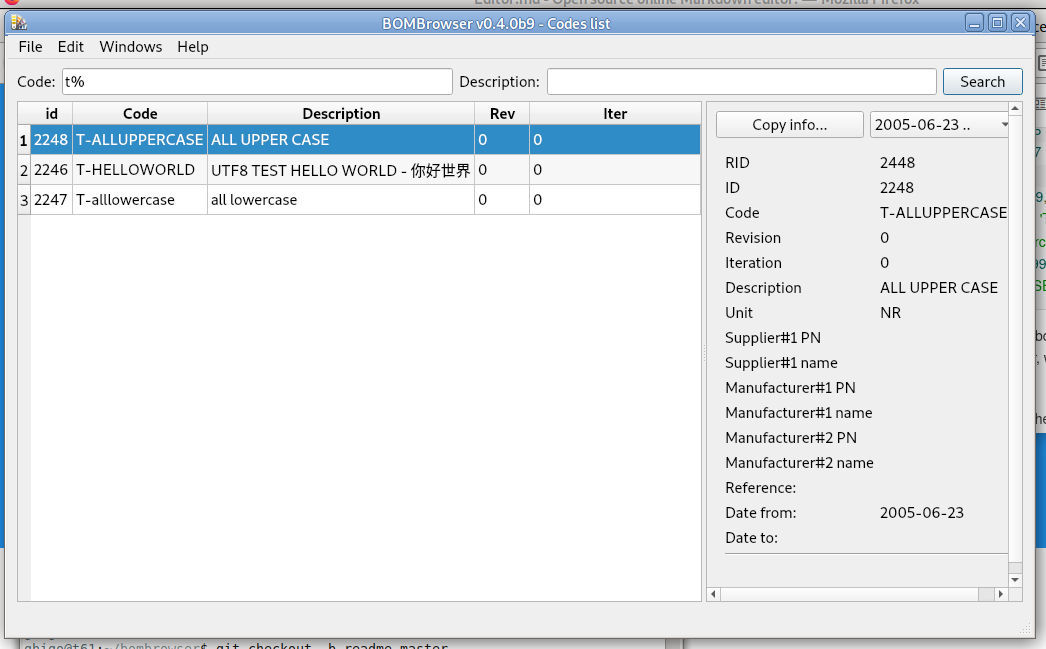 Editor.md - Open source online Markdown editor. — Mozilla Firefox
BOMBrowser v0.4.0b9 - Codes list
File Edit Windows Help
Code: t% Description: Search
id Code Description Rev Iter
1 2248 T-ALLUPPERCASE ALL UPPER CASE 0 0
2 2246 T-HELLOWORLD UTF8 TEST HELLO WORLD - 你好世界 0 0
3 2247 T-alllowercase all lowercase 0 0
Copy info... 2005-06-23 ..
RID 2448
ID 2248
Code T-ALLUPPERCASE
Revision 0
Iteration 0
Description ALL UPPER CASE
Unit NR
Supplier#1 PN
Supplier#1 name
Manufacturer#1 PN
Manufacturer#1 name
Manufacturer#2 PN
Manufacturer#2 name
Reference:
Date from: 2005-06-23
Date to:
ghigo@t61:~/bombrowser$ git checkout -b readme master